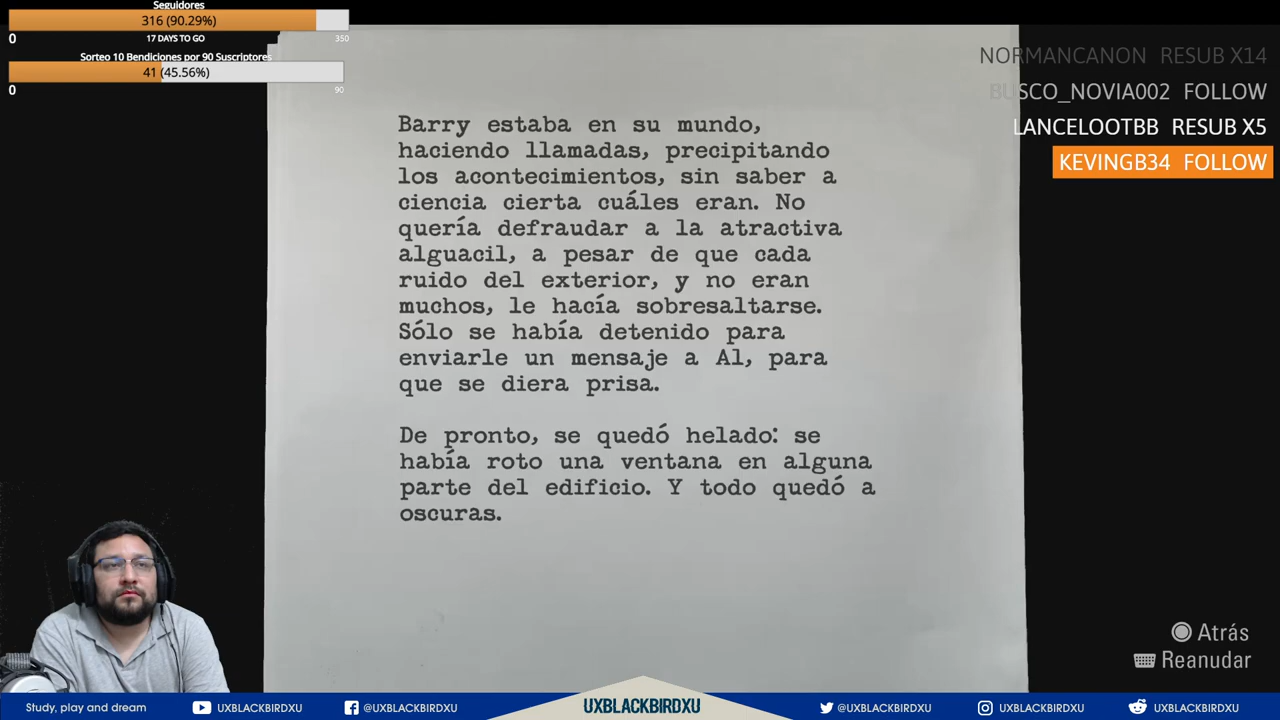 Seguidores
316 (90.29%)
0
17 DAYS TO GO
350
Sorteo 10 Bendiciones por 90 Suscriptores
41 (45.56%)
0
90
NORMANCANON RESUB X14
BUSCO_NOVIA002 FOLLOW
LANCELOOTBB RESUB X5
KEVINGB34 FOLLOW
Barry estaba en su mundo,
haciendo llamadas, precipitando
los acontecimientos, sin saber a
ciencia cierta cuáles eran. No
quería defraudar a la atractiva
alguacil, a pesar de que cada
ruido del exterior, y no eran
muchos, le hacía sobresaltarse.
Sólo se había detenido para
enviarle un mensaje a Al, para
que se diera prisa.
De pronto, se quedó helado: se
había roto una ventana en alguna
parte del edificio. Y todo quedó a
oscuras.
Atrás
Reanudar
Study, play and dream
UXBLACKBIRDXU
@UXBLACKBIRDXU
UXBLACKBIRDXU
@UXBLACKBIRDXU
UXBLACKBIRDXU
UXBLACKBIRDXU